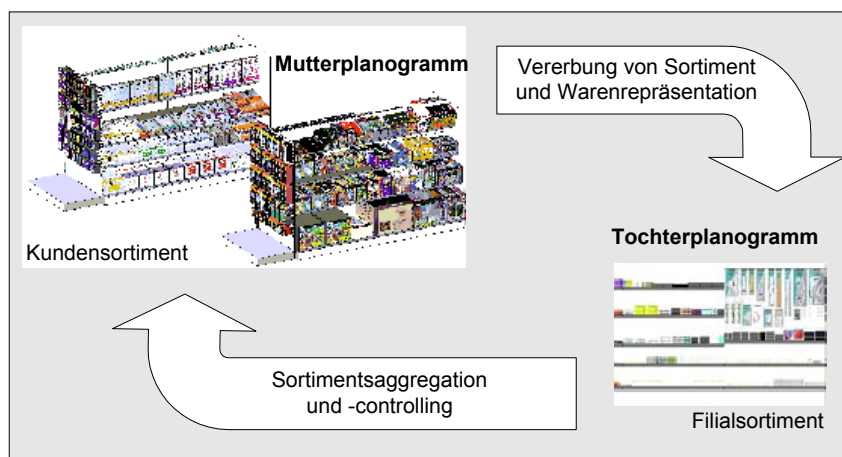 Mutterplanogramm
Kundensortiment
Vererbung von Sortiment
und Warenrepräsentation
Tochterplanogramm
Filialsortiment
Sortimentsaggregation
und -controlling